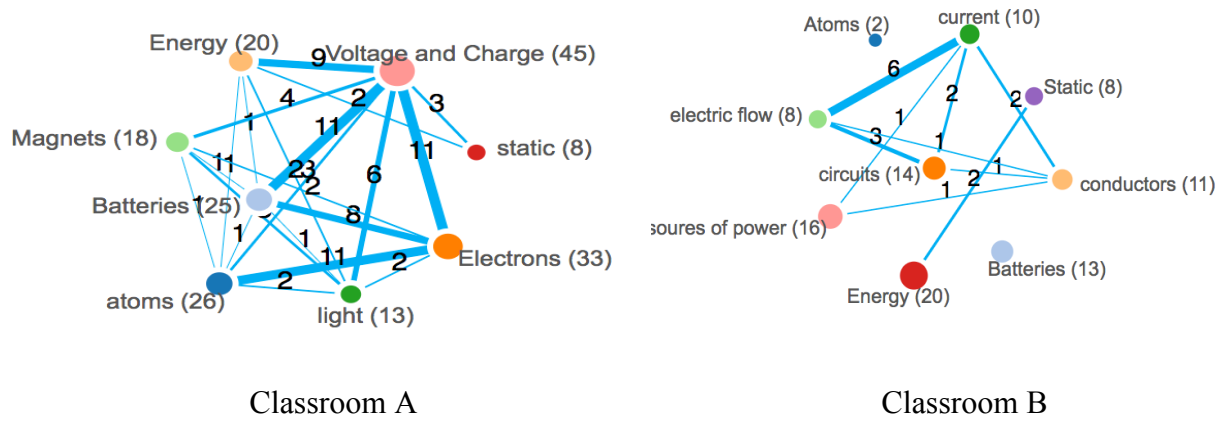 Energy (20)
9
Voltage and Charge (45)
4
2
3
1
11
11
Magnets (18)
static (8)
11
23
2
6
Batteries (25)
1
8
1
1
11
2
2
Electrons (33)
atoms (26)
light (13)
Classroom A
Atoms (2)
current (10)
6
Static (8)
2
2
electric flow (8)
1
3
1
circuits (14)
2
1
conductors (11)
1
soures of power (16)
Batteries (13)
Energy (20)
Classroom B